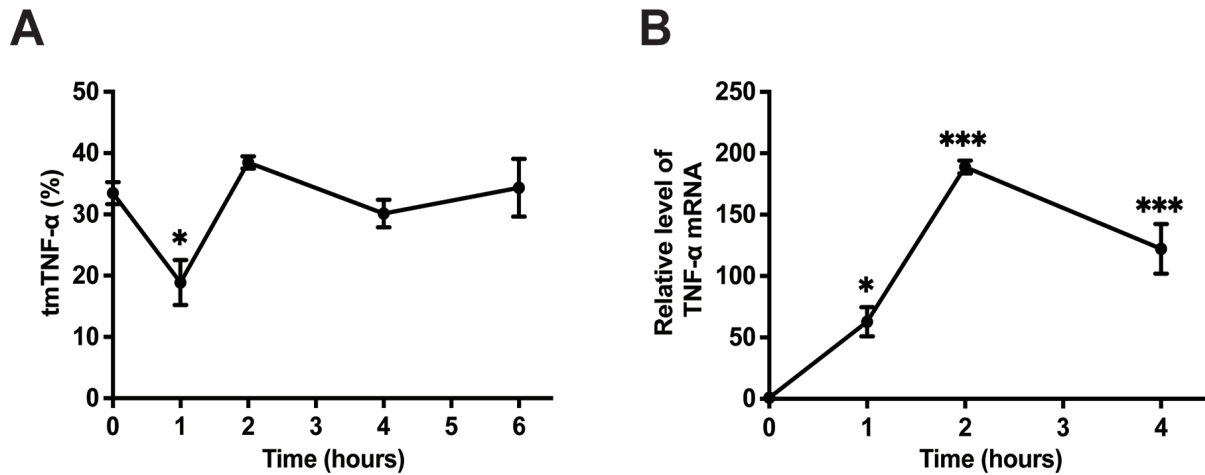 A
B
tmTNF-α (%)
50
40
30
20
10
0
*
0 1 2 3 4 5 6
Time (hours)
Relative level of
TNF-α mRNA
250
200
150
100
50
0
*
***
***
0 1 2 3 4
Time (hours)